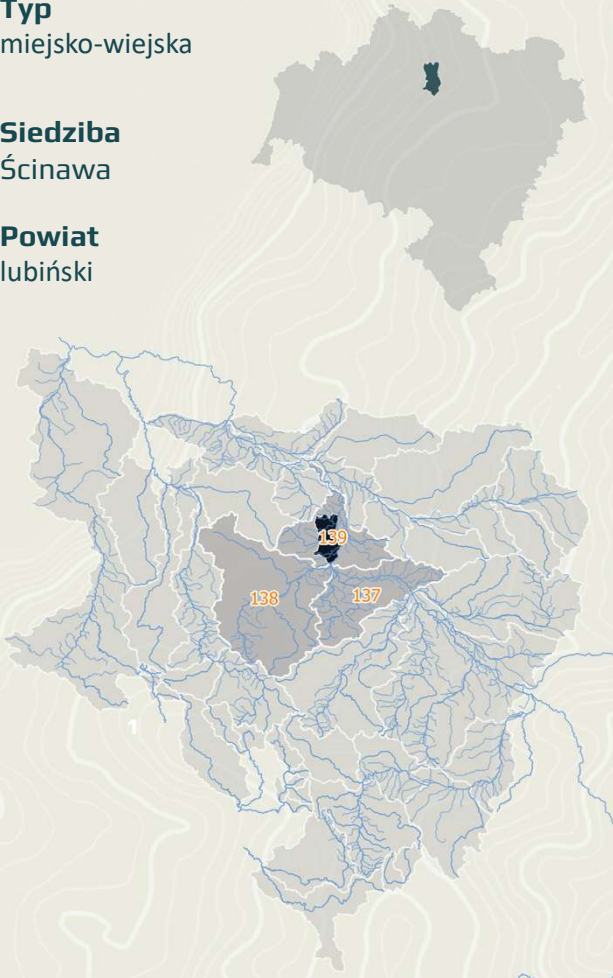 Typ
miejsko-wiejska
Siedziba
Ścinawa
Powiat
lubiński
139
138
137
1